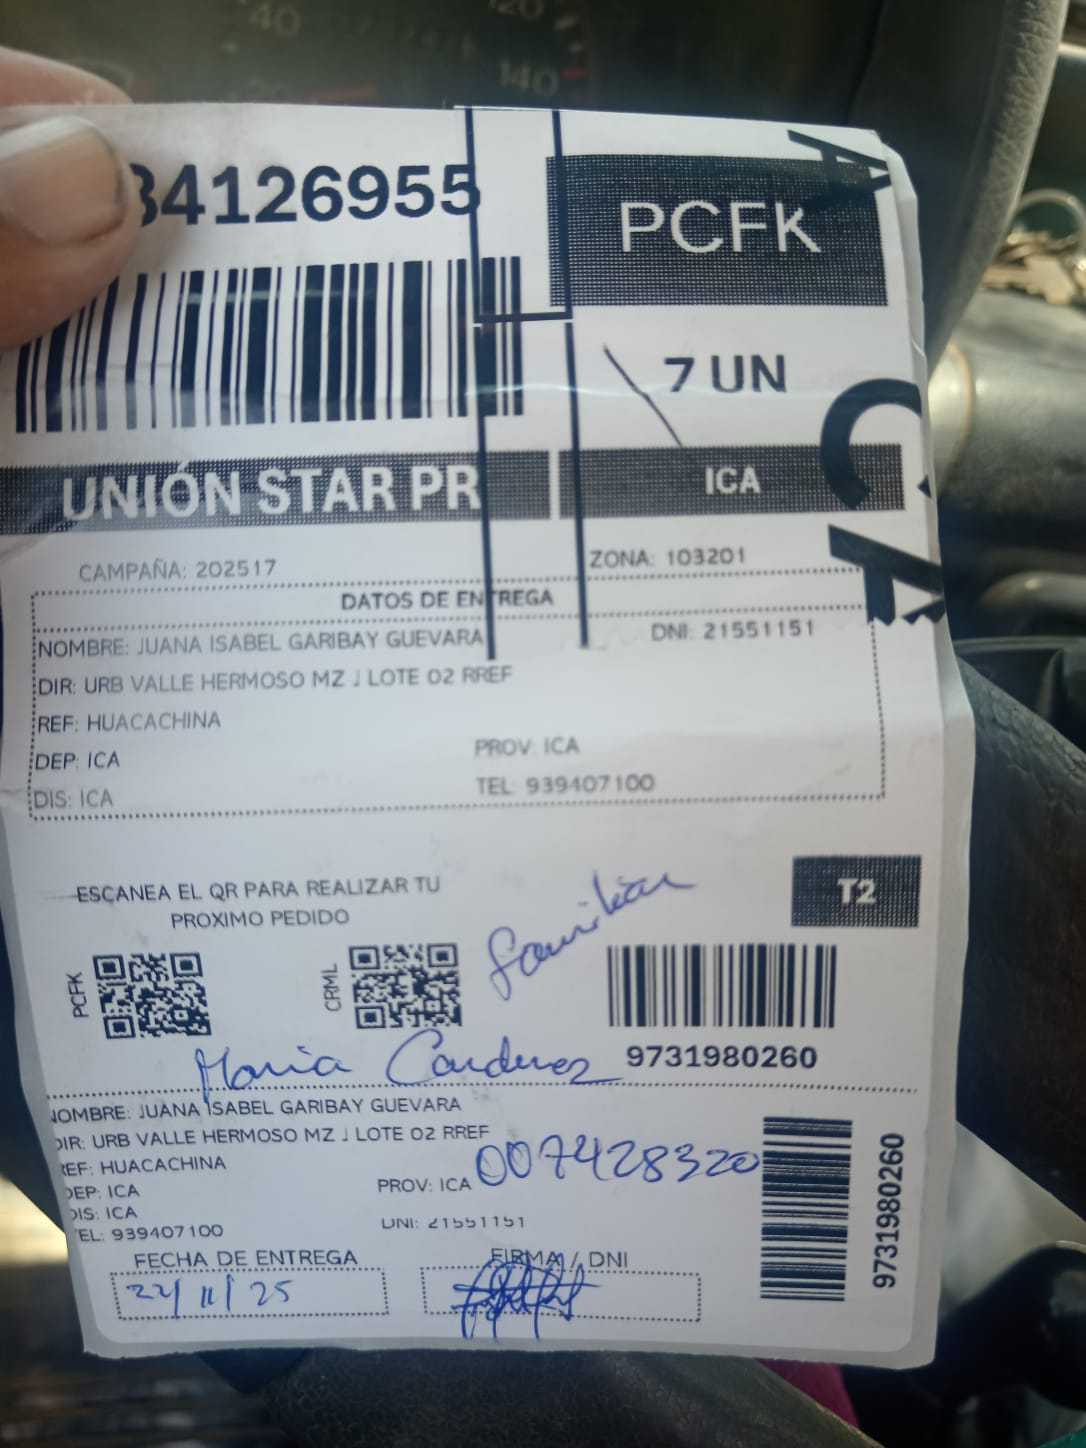 34126955
PCFK
7 UN
UNIÓN STAR PR
ICA
CAMPAÑA: 202517
ZONA: 103201
DATOS DE ENTREGA
NOMBRE: JUANA ISABEL GARIBAY GUEVARA
DNI: 21551151
DIR: URB VALLE HERMOSO MZ J LOTE 02 RREF
REF: HUACACHINA
DEP: ICA
PROV: ICA
DIS: ICA
TEL: 939407100
ESCANEA EL QR PARA REALIZAR TU
PROXIMO PEDIDO
Familiar
T2
PCFK
CRML
9731980260
Maria Cardenez
NOMBRE: JUANA ISABEL GARIBAY GUEVARA
DIR: URB VALLE HERMOSO MZ J LOTE 02 RREF
REF: HUACACHINA
0077428320
DEP: ICA
PROV: ICA
DIS: ICA
TEL: 939407100
DNI: 21551151
9731980260
FECHA DE ENTREGA
FIRMA / DNI
22/11/25
A
CA
140